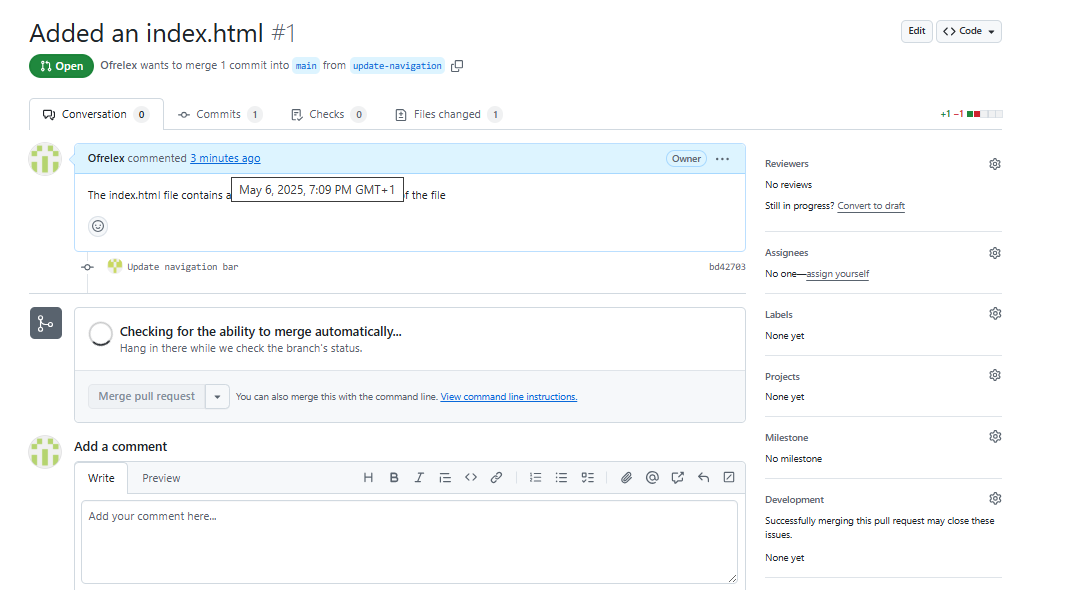 Added an index.html #1
Edit
Code
Open
Ofrelex wants to merge 1 commit into main from update-navigation
Conversation 0
Commits 1
Checks 0
Files changed 1
+1 −1
Ofrelex commented 3 minutes ago
Owner
May 6, 2025, 7:09 PM GMT+1
The index.html file contains a f the file
Update navigation bar
bd42703
Checking for the ability to merge automatically...
Hang in there while we check the branch's status.
Merge pull request
You can also merge this with the command line. View command line instructions.
Add a comment
Write
Preview
Add your comment here...
Reviewers
No reviews
Still in progress? Convert to draft
Assignees
No one—assign yourself
Labels
None yet
Projects
None yet
Milestone
No milestone
Development
Successfully merging this pull request may close these
issues.
None yet